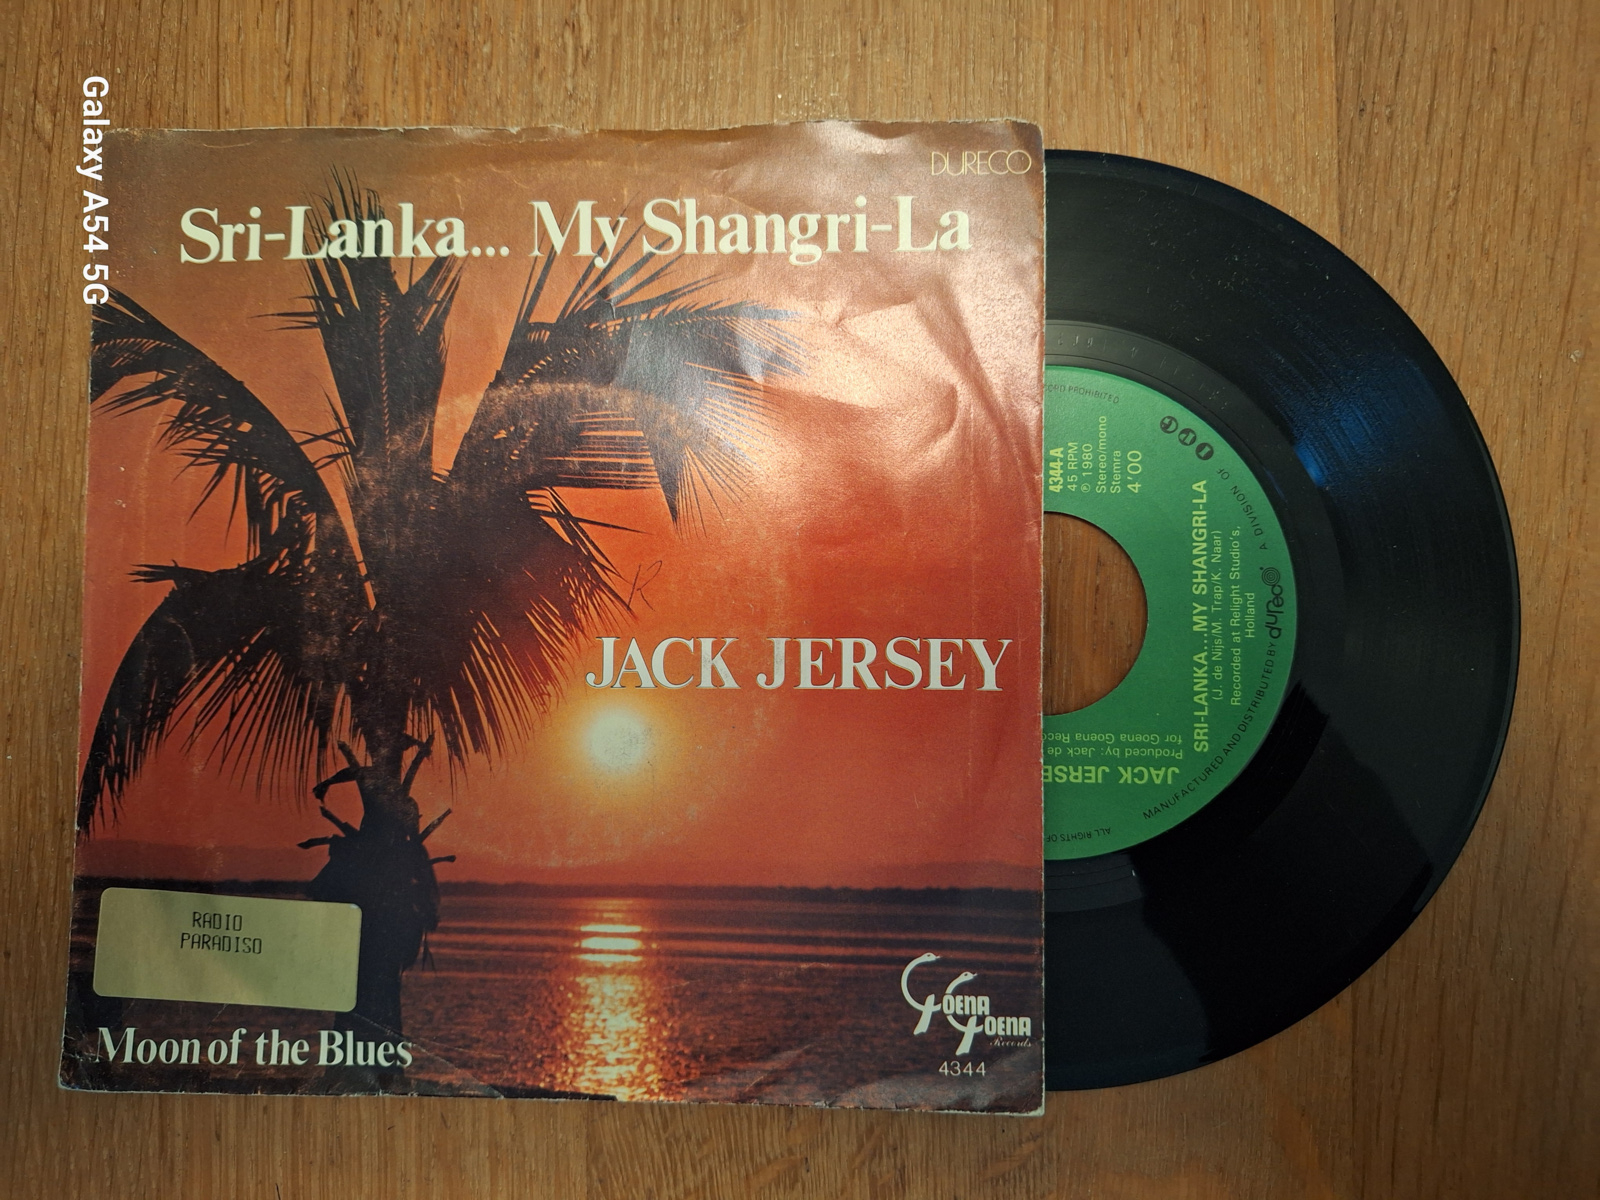 Galaxy A54 5G
DURECO
Sri-Lanka... My Shangri-La
JACK JERSEY
RADIO
PARADISO
Moon of the Blues
GOENA
GOENA
Records
4344
4344-A
45 RPM
℗ 1980
Stereo/mono
Stemra
4'00
SRI-LANKA...MY SHANGRI-LA
(J. de Nijs/M. Trap/K. Naar)
Recorded at Relight Studio's,
Holland
JACK JERSE
Produced by: Jack de
for Goena Goena Reco
MANUFACTURED AND DISTRIBUTED BY dureco A DIVISION OF
ALL RIGHTS OF
PROHIBITED